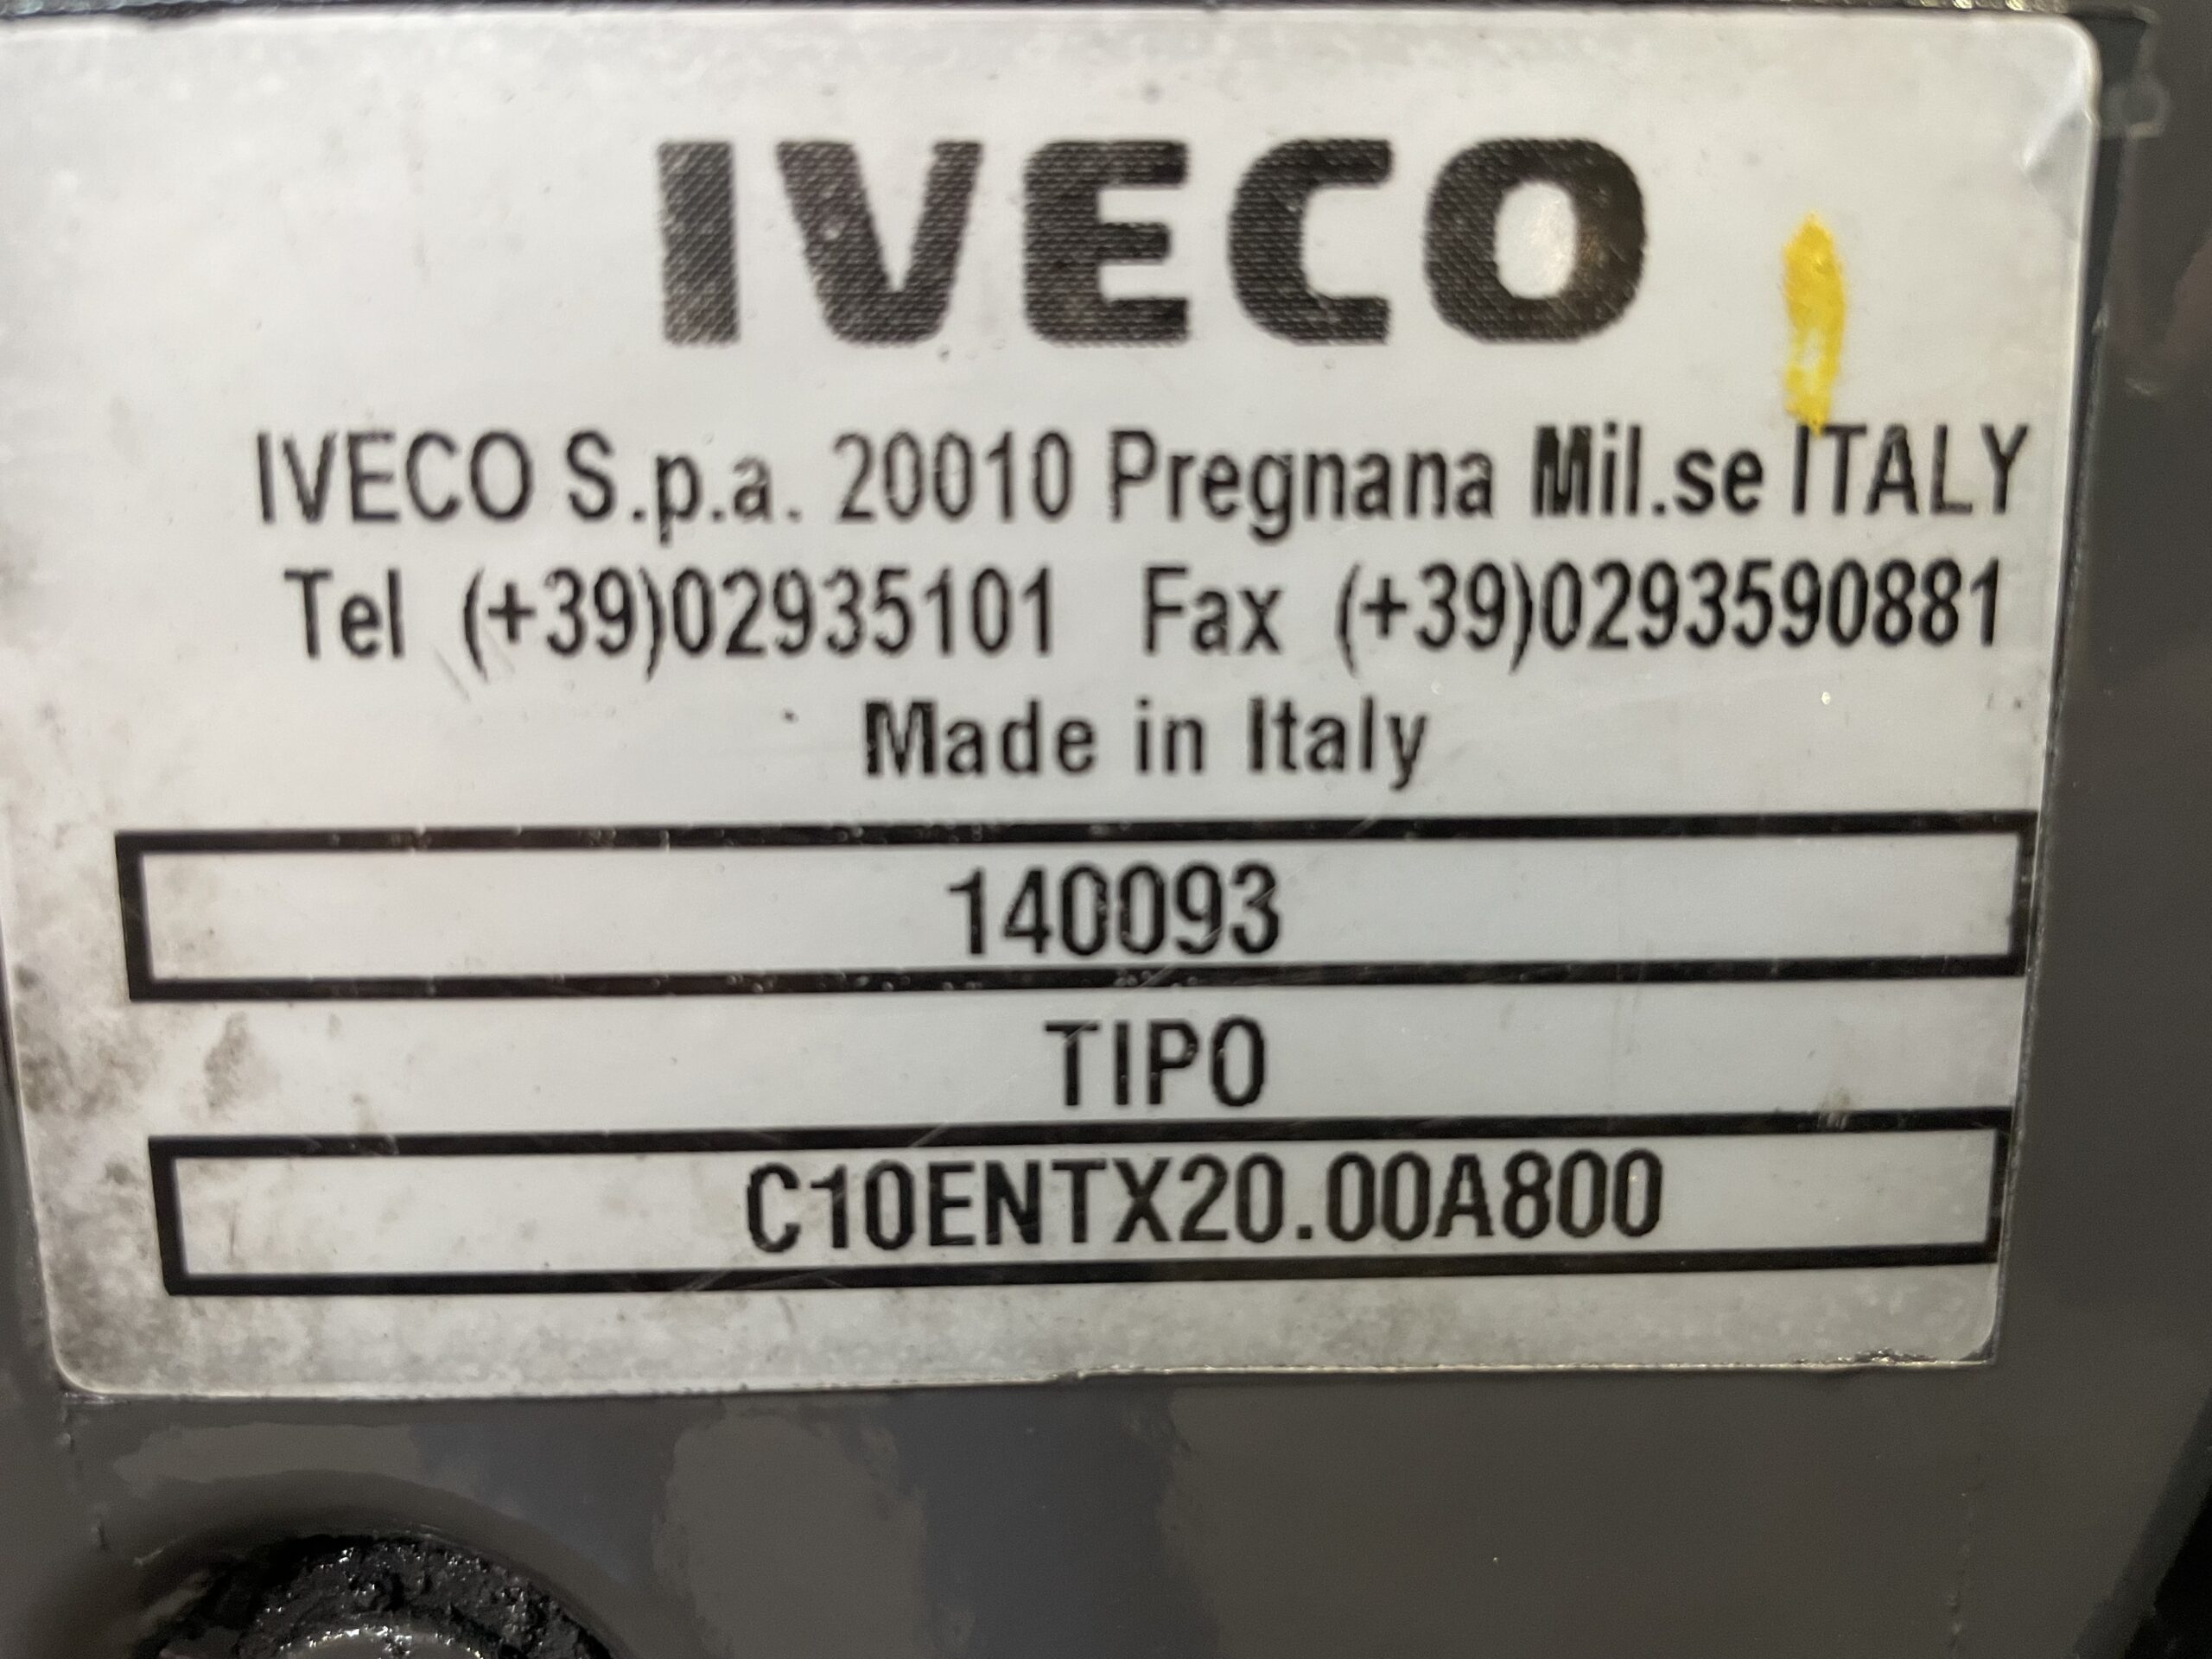 IVECO
IVECO S.p.a. 20010 Pregnana Mil.se ITALY
Tel (+39)02935101 Fax (+39)0293590881
Made in Italy
140093
TIPO
C10ENTX20.00A800